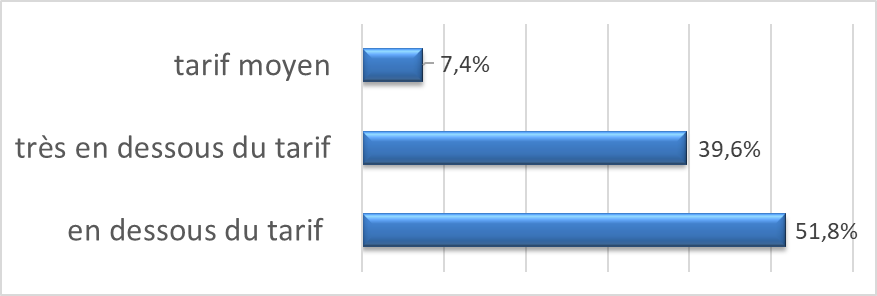 tarif moyen 7,4%
très en dessous du tarif 39,6%
en dessous du tarif 51,8%